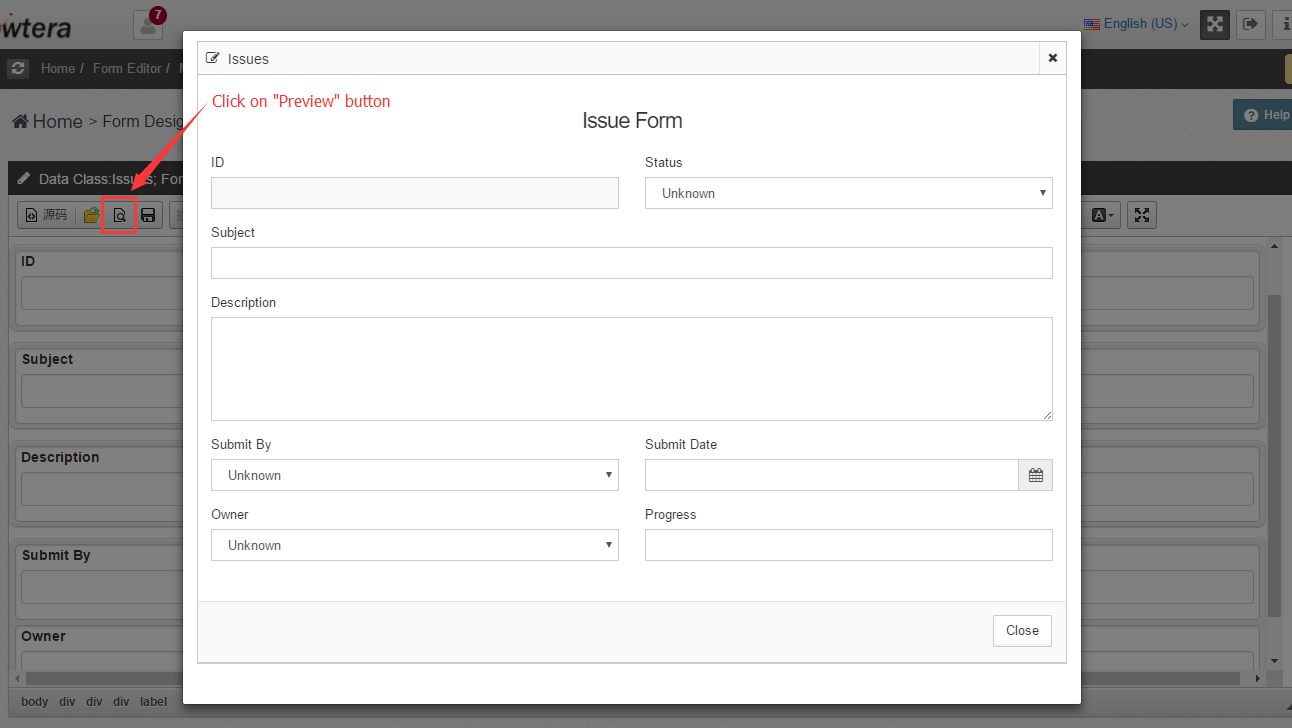 wtera
7
English (US)
Home / Form Editor /
Home > Form Desig
Help
Data Class:Issues; For
源码
A
ID
Subject
Description
Submit By
Owner
body div div div label
Issues
Click on "Preview" button
Issue Form
ID
Status
Unknown
Subject
Description
Submit By
Submit Date
Unknown
Owner
Progress
Unknown
Close